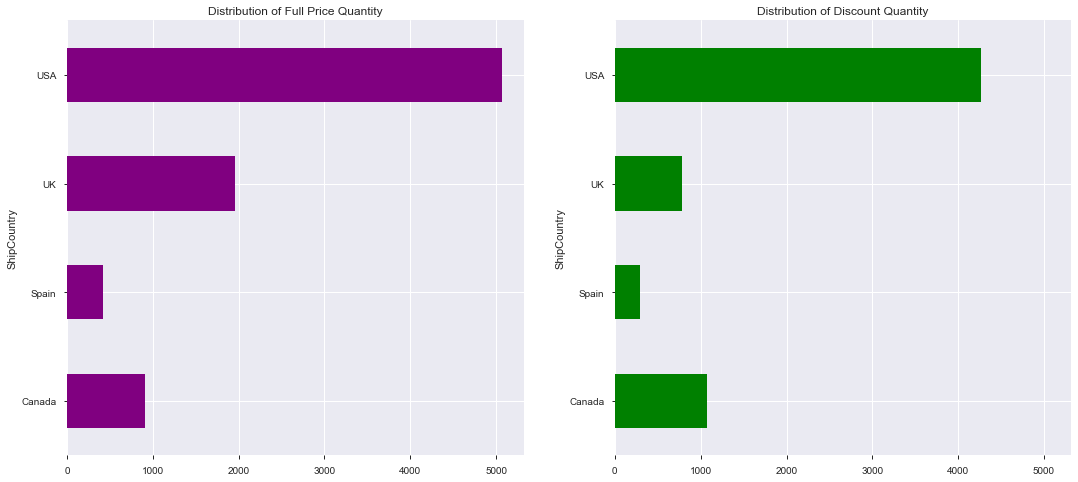 Distribution of Full Price Quantity
ShipCountry
USA
UK
Spain
Canada
0 1000 2000 3000 4000 5000
Distribution of Discount Quantity
ShipCountry
USA
UK
Spain
Canada
0 1000 2000 3000 4000 5000